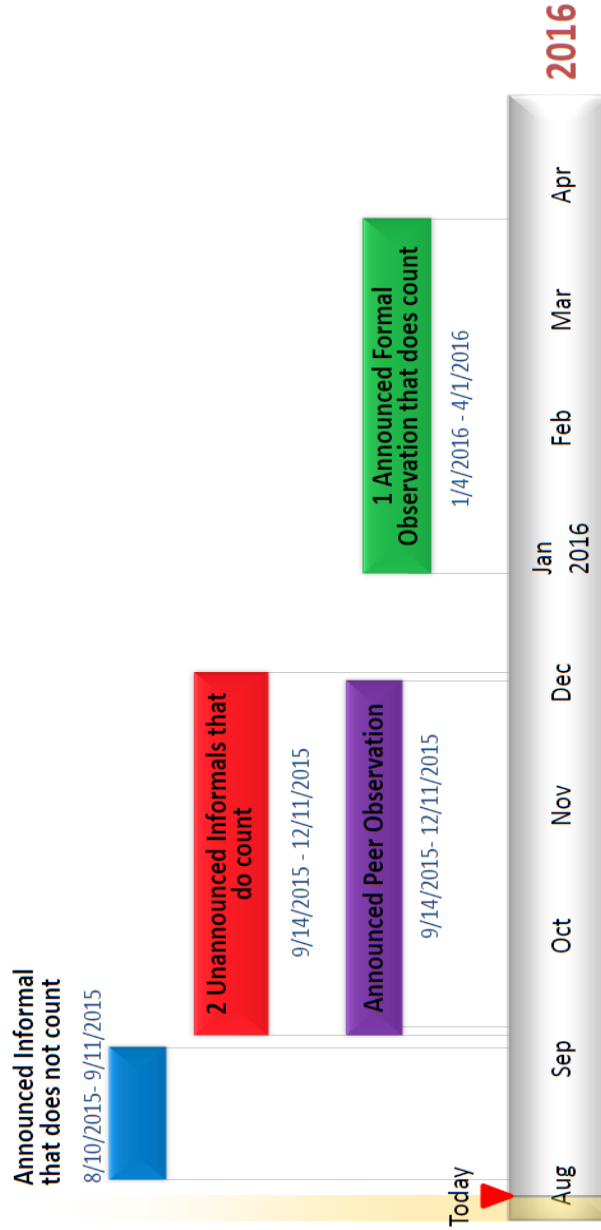 Announced Informal
that does not count
8/10/2015- 9/11/2015
2 Unannounced Informals that
do count
9/14/2015 - 12/11/2015
Announced Peer Observation
9/14/2015- 12/11/2015
1 Announced Formal
Observation that does count
1/4/2016 - 4/1/2016
Today
Aug
Sep
Oct
Nov
Dec
Jan
2016
Feb
Mar
Apr
2016